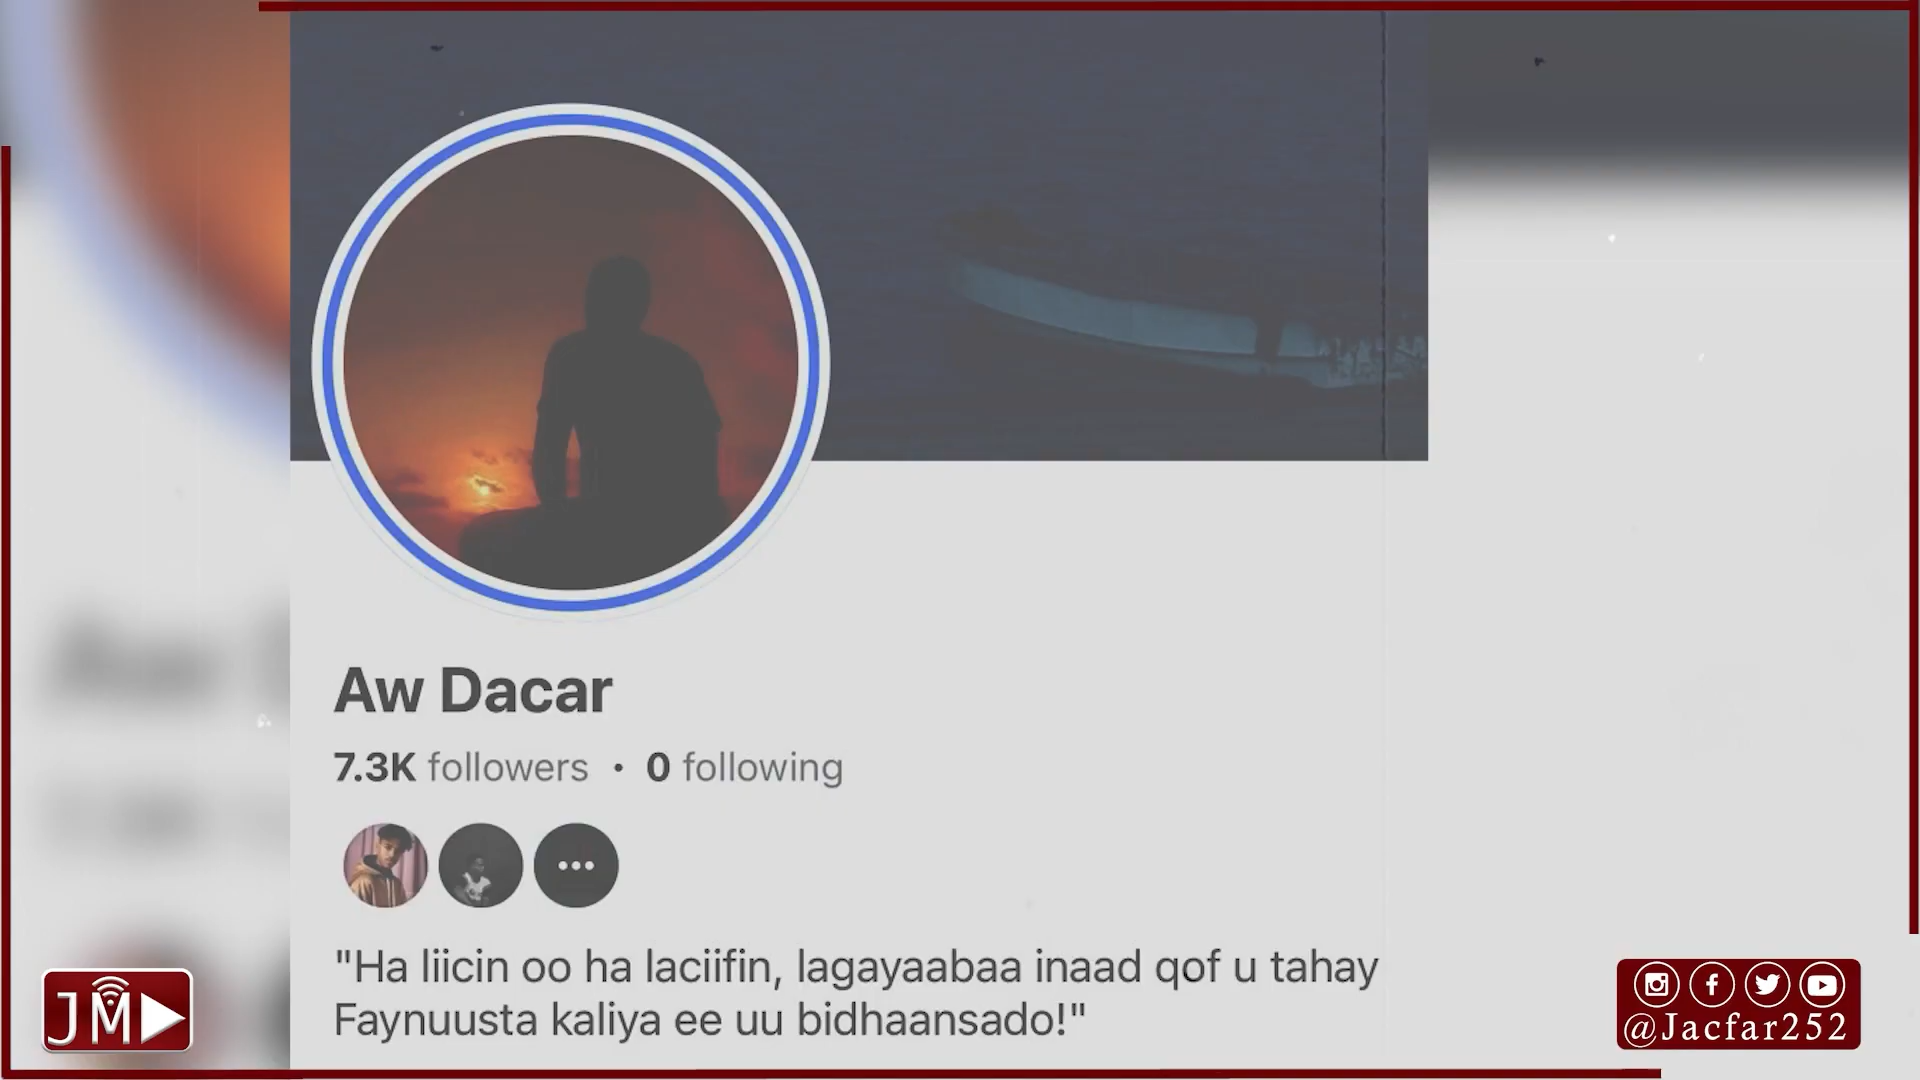 Aw Dacar
7.3K followers · 0 following
"Ha liicin oo ha laciifin, lagayaabaa inaad qof u tahay
Faynuusta kaliya ee uu bidhaansado!"
JM
@Jacfar252